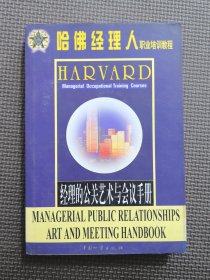 哈佛经理人职业培训教程
HARVARD
Managerial Occupational Training Courses
经理的公关艺术与会议手册
MANAGERIAL PUBLIC RELATIONSHIPS
ART AND MEETING HANDBOOK